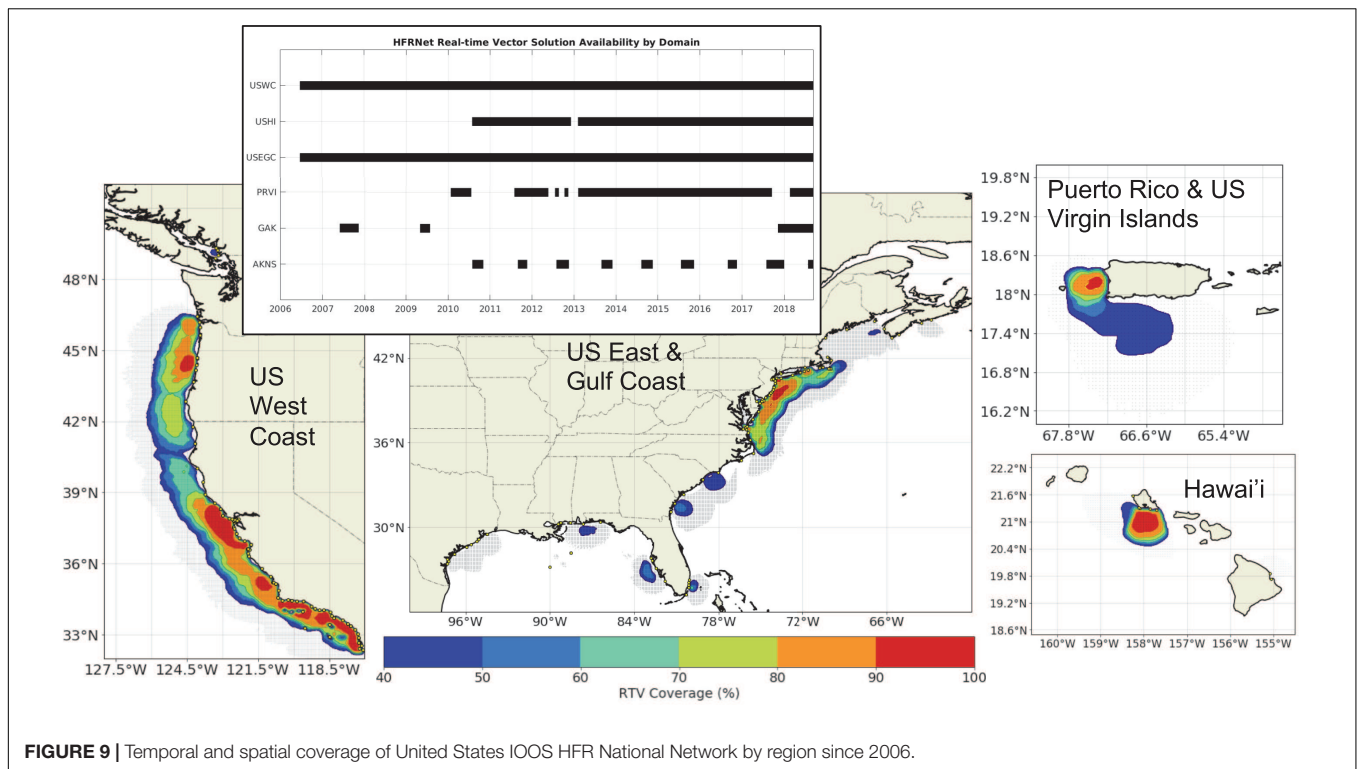 HFRNet Real-time Vector Solution Availability by Domain
USWC
USHI
USEGC
PRVI
GAK
AKNS
2006 2007 2008 2009 2010 2011 2012 2013 2014 2015 2016 2017 2018
48°N
45°N
42°N
39°N
36°N
33°N
127.5°W 124.5°W 121.5°W 118.5°W
US
West
Coast
42°N
36°N
30°N
96°W 90°W 84°W 78°W 72°W 66°W
US East &
Gulf Coast
19.8°N
19.2°N
18.6°N
18°N
17.4°N
16.8°N
16.2°N
67.8°W 66.6°W 65.4°W
Puerto Rico & US
Virgin Islands
22.2°N
21.6°N
21°N
20.4°N
19.8°N
19.2°N
18.6°N
160°W 159°W 158°W 157°W 156°W 155°W
Hawai'i
40 50 60 70 80 90 100
RTV Coverage (%)
FIGURE 9 | Temporal and spatial coverage of United States IOOS HFR National Network by region since 2006.